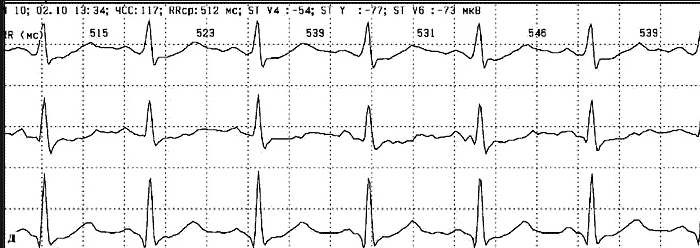 10; 02.10 13:34; ЧСС:117; RRср:512 мс; ST V4 :-54; ST Y :-77; ST V6 :-73 мкВ
RR (мс) 515 523 539 531 546 539
Д